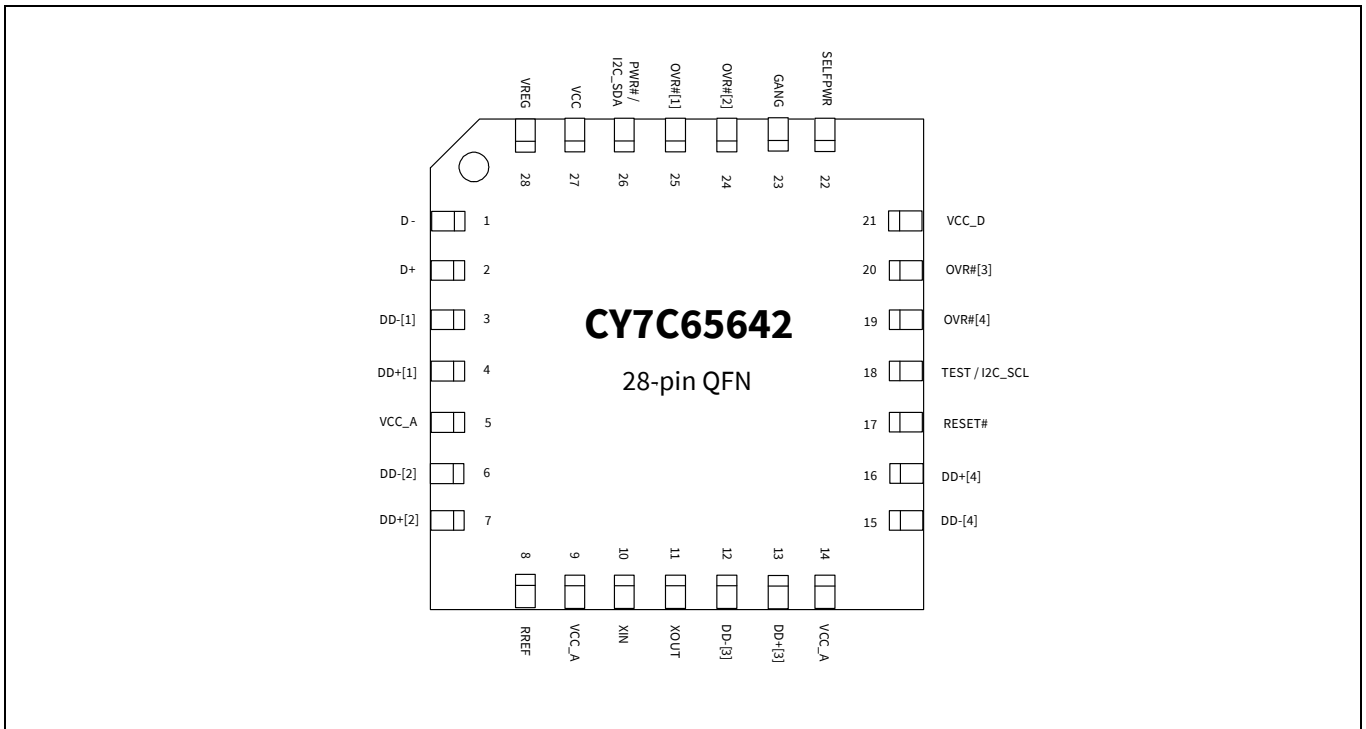 VREG
VCC
PWR# /
I2C_SDA
OVR#[1]
OVR#[2]
GANG
SELFPWR
28
27
26
25
24
23
22
D-
1
21
VCC_D
D+
2
20
OVR#[3]
DD-[1]
3
CY7C65642
19
OVR#[4]
DD+[1]
4
28-pin QFN
18
TEST / I2C_SCL
VCC_A
5
17
RESET#
DD-[2]
6
16
DD+[4]
DD+[2]
7
15
DD-[4]
8
9
10
11
12
13
14
RREF
VCC_A
XIN
XOUT
DD-[3]
DD+[3]
VCC_A